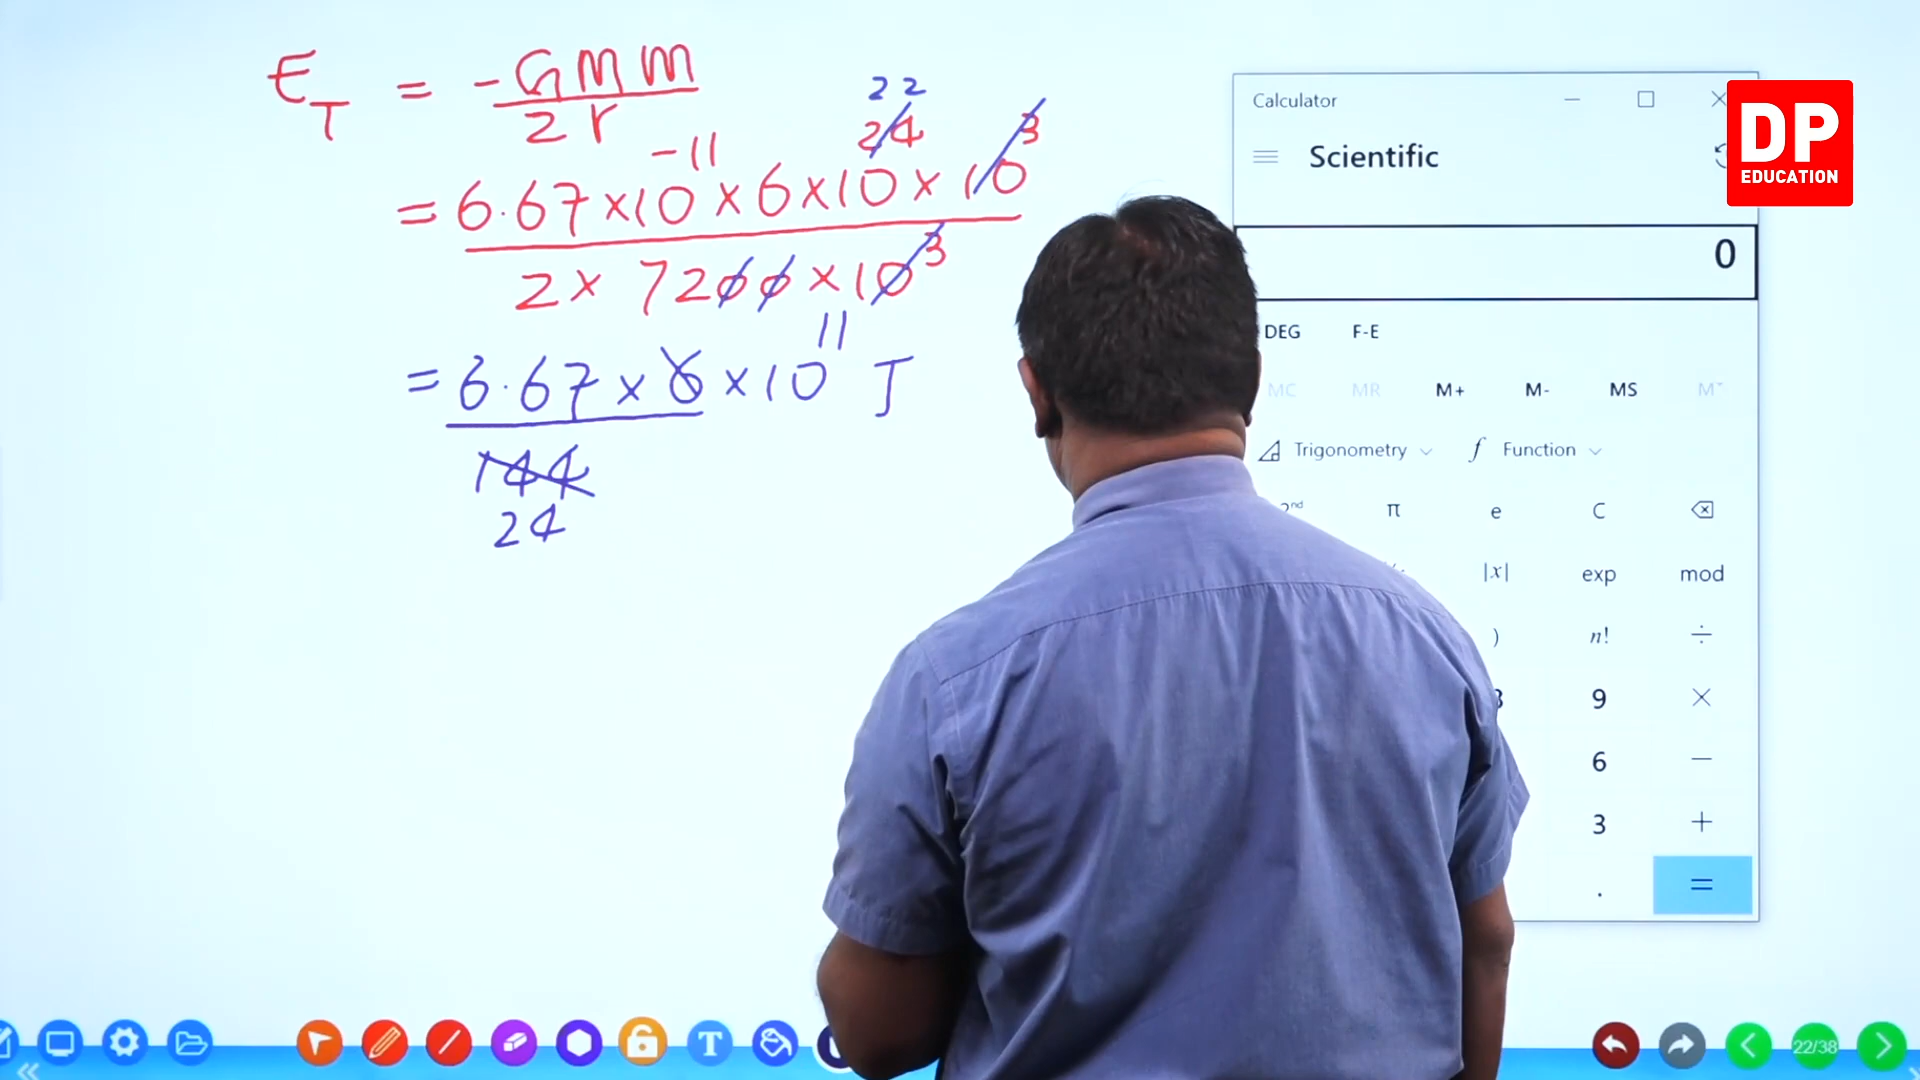 E_T = -GMm
2r
22
= 6.67 × 10^-11 × 6 × 10^24 × 10^3
2 × 7200 × 10^3
= 6.67 × 6 × 10^11 J
144
24
Calculator
Scientific
DP
EDUCATION
0
DEG F-E
MC MR M+ M- MS M˅
Trigonometry f Function
2nd π e C
|x| exp mod
) n! ÷
9 ×
6 −
3 +
. =
T 22/38